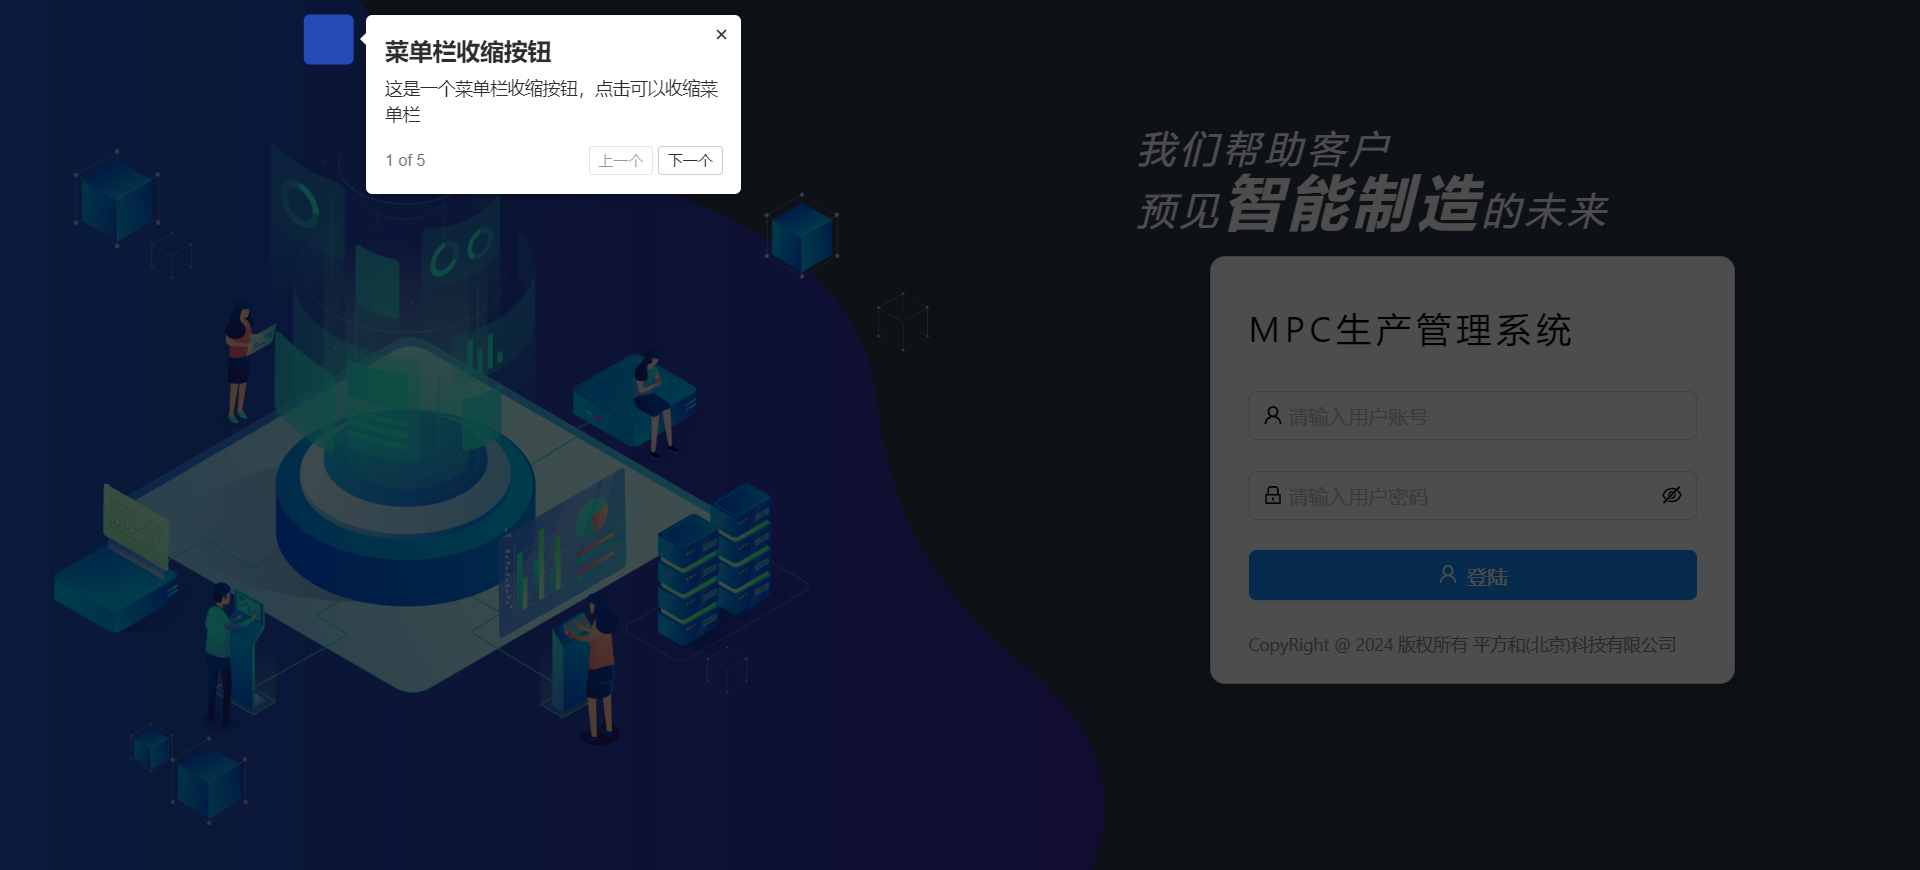 菜单栏收缩按钮
这是一个菜单栏收缩按钮，点击可以收缩菜
单栏
1 of 5
上一个
下一个
我们帮助客户
预见智能制造的未来
MPC生产管理系统
请输入用户账号
请输入用户密码
登陆
CopyRight @ 2024 版权所有 平方和(北京)科技有限公司